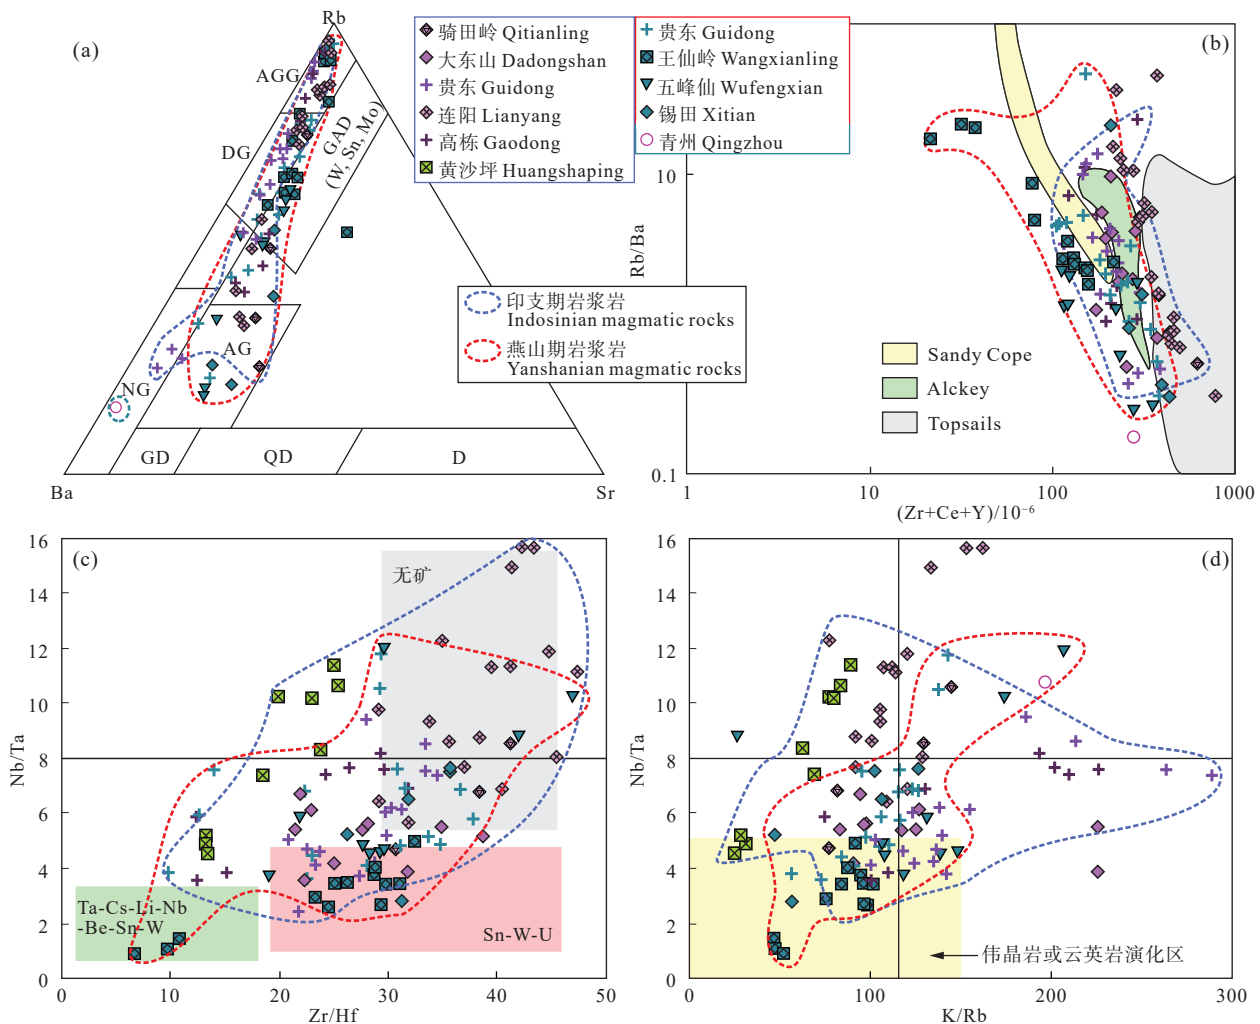 (a)
Rb
AGG
DG
GAD
(W, Sn, Mo)
AG
NG
GD
QD
D
Ba
Sr
骑田岭 Qitianling
大东山 Dadongshan
贵东 Guidong
连阳 Lianyang
高栋 Gaodong
黄沙坪 Huangshaping
贵东 Guidong
王仙岭 Wangxianling
五峰仙 Wufengxian
锡田 Xitian
青州 Qingzhou
印支期岩浆岩
Indosinian magmatic rocks
燕山期岩浆岩
Yanshanian magmatic rocks
(b)
10
0.1
Rb/Ba
Sandy Cope
Alckey
Topsails
1
10
100
1000
(Zr+Ce+Y)/10⁻⁶
(c)
16
14
12
10
8
6
4
2
0
Nb/Ta
无矿
Ta-Cs-Li-Nb
-Be-Sn-W
Sn-W-U
0
10
20
30
40
50
Zr/Hf
(d)
16
14
12
10
8
6
4
2
0
Nb/Ta
伟晶岩或云英岩演化区
0
100
200
300
K/Rb